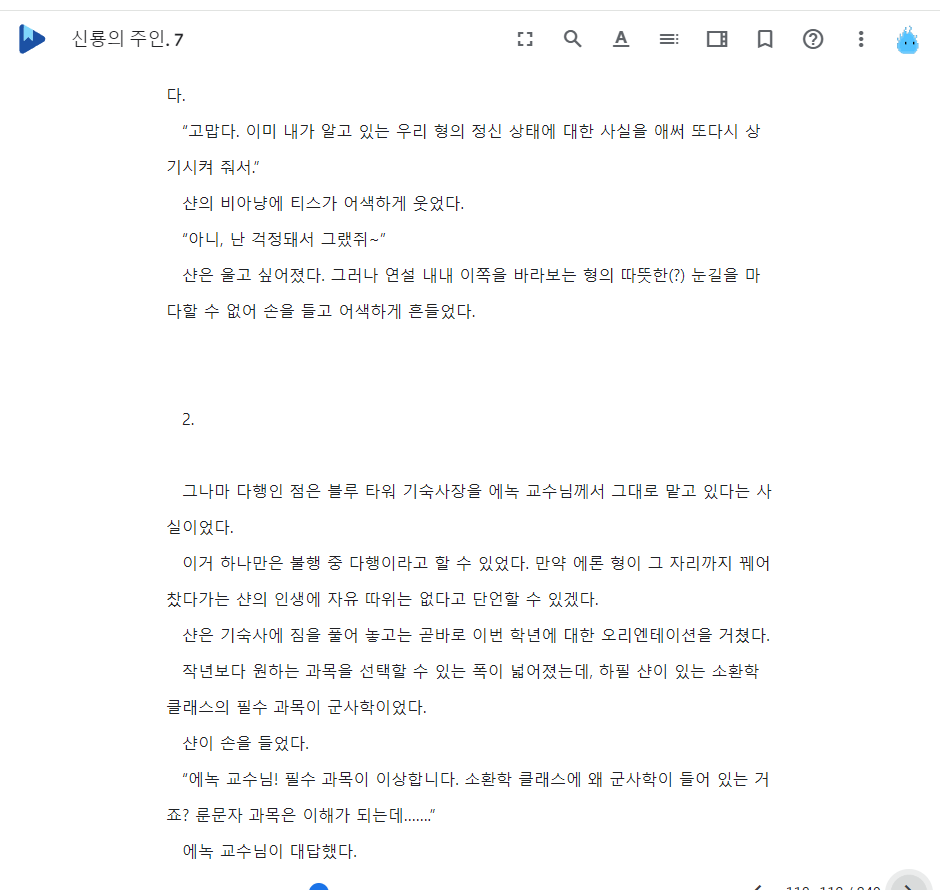 신룡의 주인. 7
다.
“고맙다. 이미 내가 알고 있는 우리 형의 정신 상태에 대한 사실을 애써 또다시 상
기시켜 줘서.”
샨의 비아냥에 티스가 어색하게 웃었다.
“아니, 난 걱정돼서 그랬쥐~”
샨은 울고 싶어졌다. 그러나 연설 내내 이쪽을 바라보는 형의 따뜻한(?) 눈길을 마
다할 수 없어 손을 들고 어색하게 흔들었다.
2.
그나마 다행인 점은 블루 타워 기숙사장을 에녹 교수님께서 그대로 맡고 있다는 사
실이었다.
이거 하나만은 불행 중 다행이라고 할 수 있었다. 만약 에론 형이 그 자리까지 꿰어
찼다가는 샨의 인생에 자유 따위는 없다고 단언할 수 있겠다.
샨은 기숙사에 짐을 풀어 놓고는 곧바로 이번 학년에 대한 오리엔테이션을 거쳤다.
작년보다 원하는 과목을 선택할 수 있는 폭이 넓어졌는데, 하필 샨이 있는 소환학
클래스의 필수 과목이 군사학이었다.
샨이 손을 들었다.
“에녹 교수님! 필수 과목이 이상합니다. 소환학 클래스에 왜 군사학이 들어 있는 거
죠? 룬문자 과목은 이해가 되는데.......”
에녹 교수님이 대답했다.